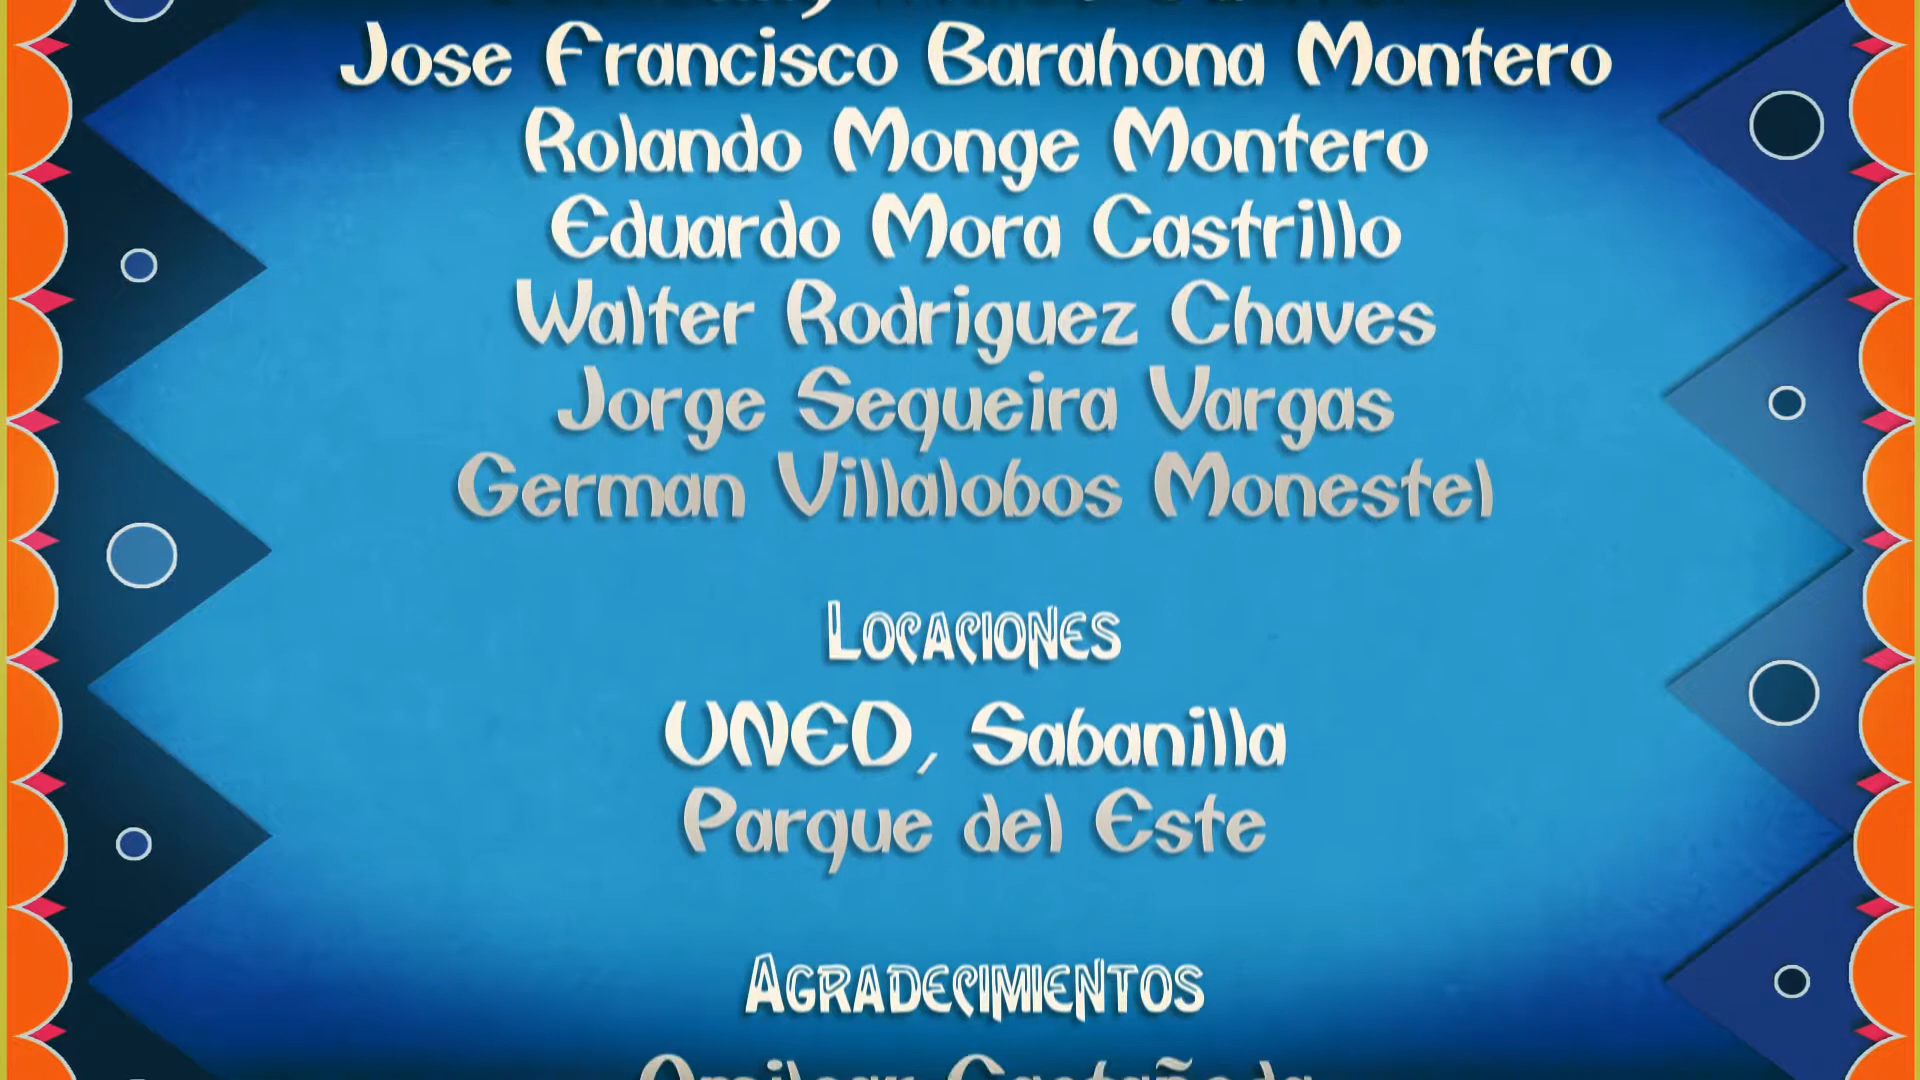 Jose Francisco Barahona Montero
Rolando Monge Montero
Eduardo Mora Castrillo
Walter Rodriguez Chaves
Jorge Sequeira Vargas
German Villalobos Monestel
Locaciones
UNED, Sabanilla
Parque del Este
Agradecimientos